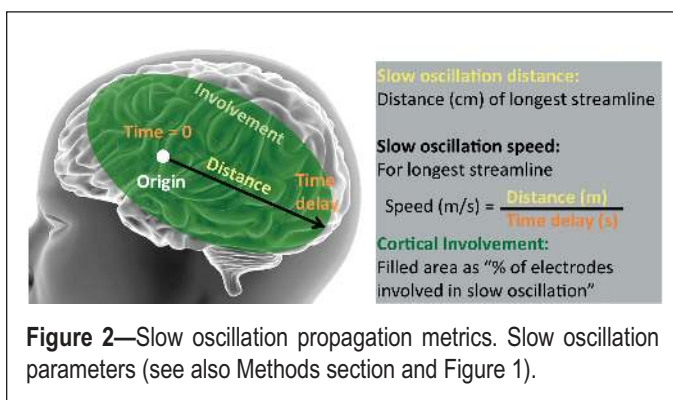 Involvement
Time = 0
Origin
Distance
Time
delay
Slow oscillation distance:
Distance (cm) of longest streamline
Slow oscillation speed:
For longest streamline
Speed (m/s) = Distance (m)
Time delay (s)
Cortical Involvement:
Filled area as "% of electrodes
involved in slow oscillation"
Figure 2—Slow oscillation propagation metrics. Slow oscillation
parameters (see also Methods section and Figure 1).